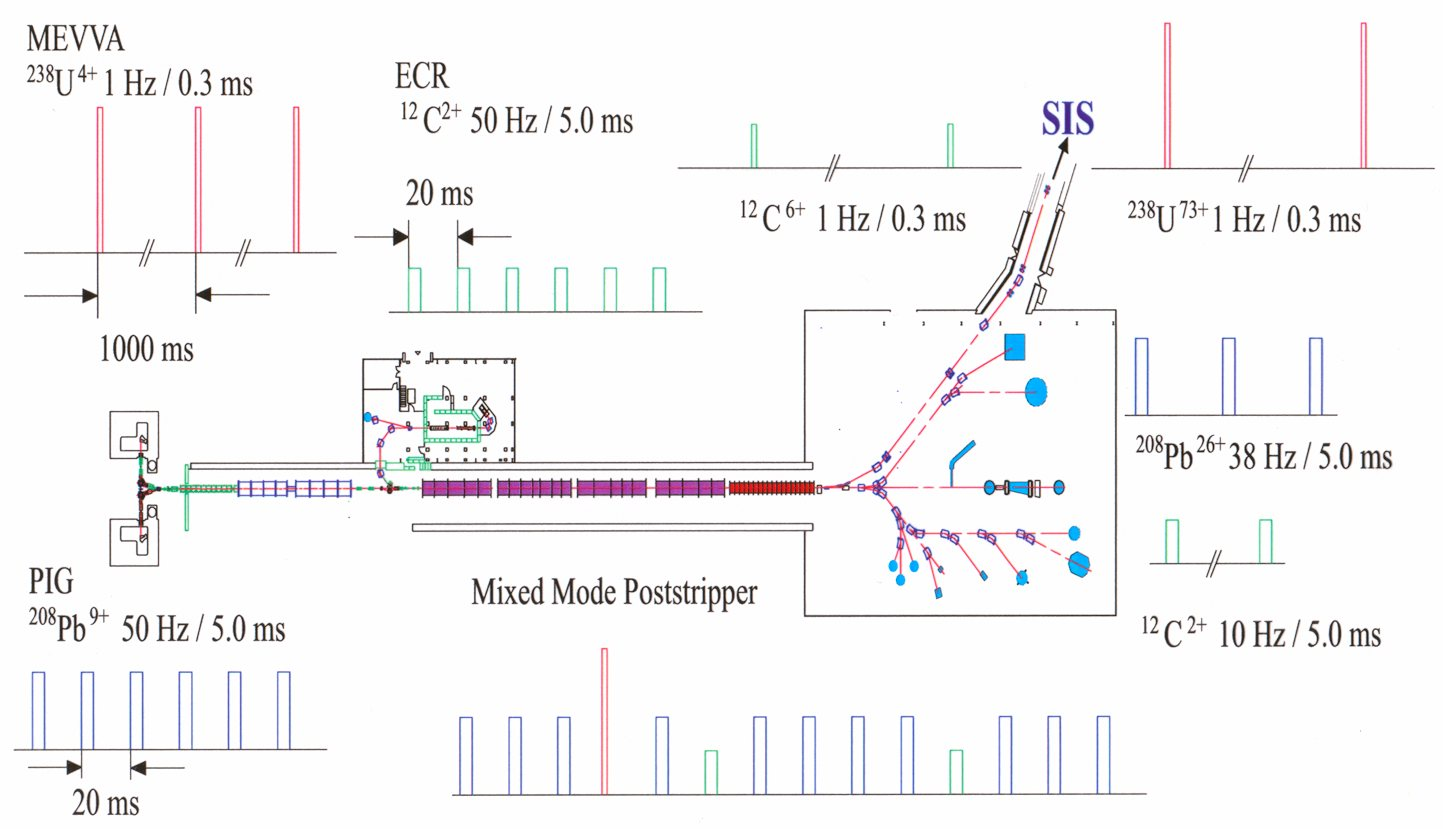 MEVVA
²³⁸U⁴⁺ 1 Hz / 0.3 ms
1000 ms
ECR
¹²C²⁺ 50 Hz / 5.0 ms
20 ms
SIS
¹²C⁶⁺ 1 Hz / 0.3 ms
²³⁸U⁷³⁺ 1 Hz / 0.3 ms
²⁰⁸Pb²⁶⁺ 38 Hz / 5.0 ms
¹²C²⁺ 10 Hz / 5.0 ms
PIG
²⁰⁸Pb⁹⁺ 50 Hz / 5.0 ms
20 ms
Mixed Mode Poststripper